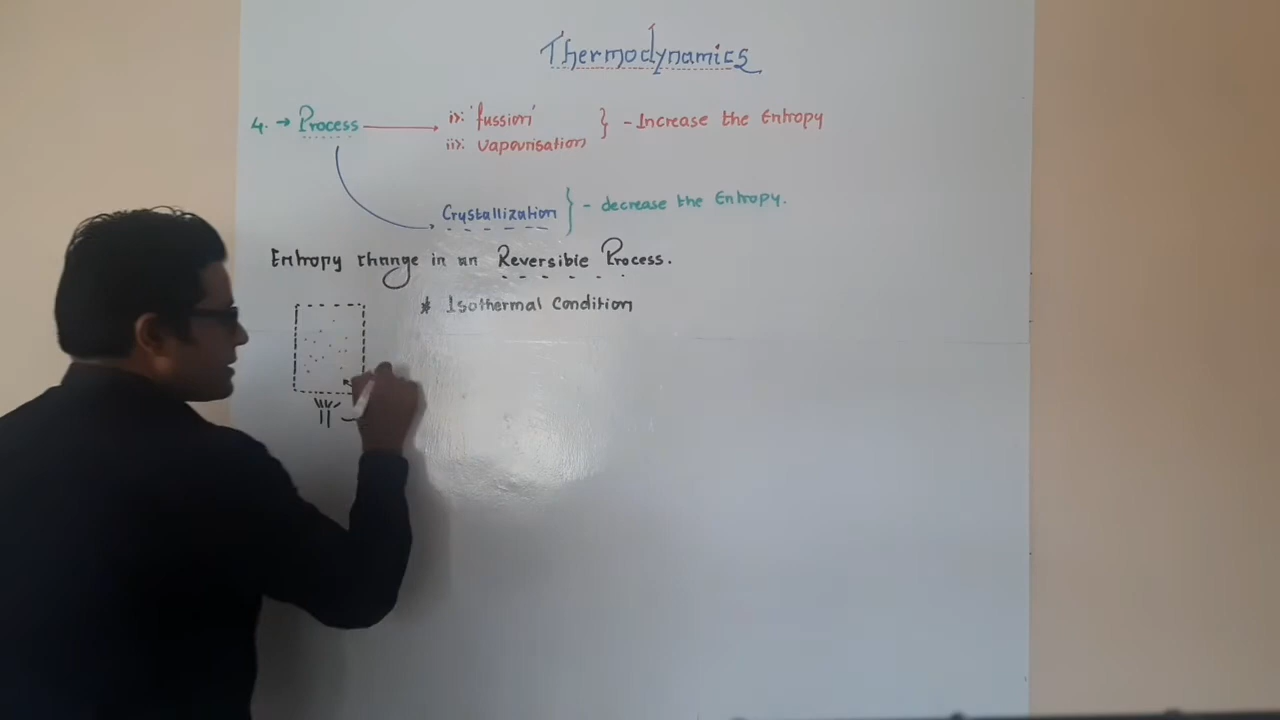 Thermodynamics
4. → Process → i>: 'fussion' } - Increase the Entropy
ii>: vapourisation
Crystallization } - decrease the Entropy.
Entropy change in an Reversible Process.
* Isothermal Condition